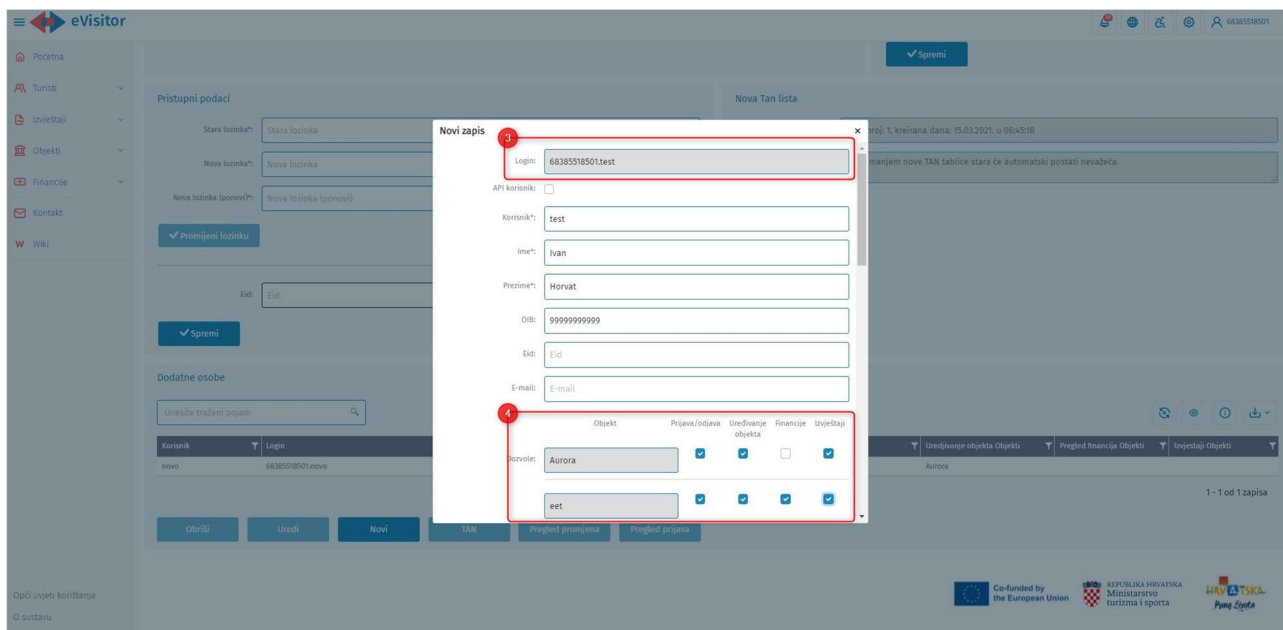 eVisitor
68385518501
Početna
Turisti
Izvještaji
Objekti
Financije
Kontakt
W Wiki
Opći uvjeti korištenja
O sustavu
Spremi
Pristupni podaci
Stara lozinka*: Stara lozinka
Nova lozinka*: Nova lozinka
Nova lozinka (ponovi)*: Nova lozinka (ponovi)
Promijeni lozinku
Eid: Eid
Spremi
Nova Tan lista
broj: 1, kreirana dana: 15.03.2021. u 06:45:18
manjem nove TAN tablice stara će automatski postati nevažeća.
Novi zapis ×
3
Login: 68385518501.test
API korisnik:
Korisnik*: test
Ime*: Ivan
Prezime*: Horvat
OIB: 99999999999
Eid: Eid
E-mail: E-mail
4
Objekt Prijava/odjava Uređivanje objekta Financije Izvještaji
Dozvole: Aurora
eet
Dodatne osobe
Unesite traženi pojam
Korisnik Login Uredjivanje objekta Objekti Pregled financija Objekti Izvjestaji Objekti
novo 68385518501.novo Aurora
1 - 1 od 1 zapisa
Obriši Uredi Novi TAN Pregled promjena Pregled prijava
Co-funded by
the European Union
REPUBLIKA HRVATSKA
Ministarstvo
turizma i sporta
HRVATSKA
Puna života